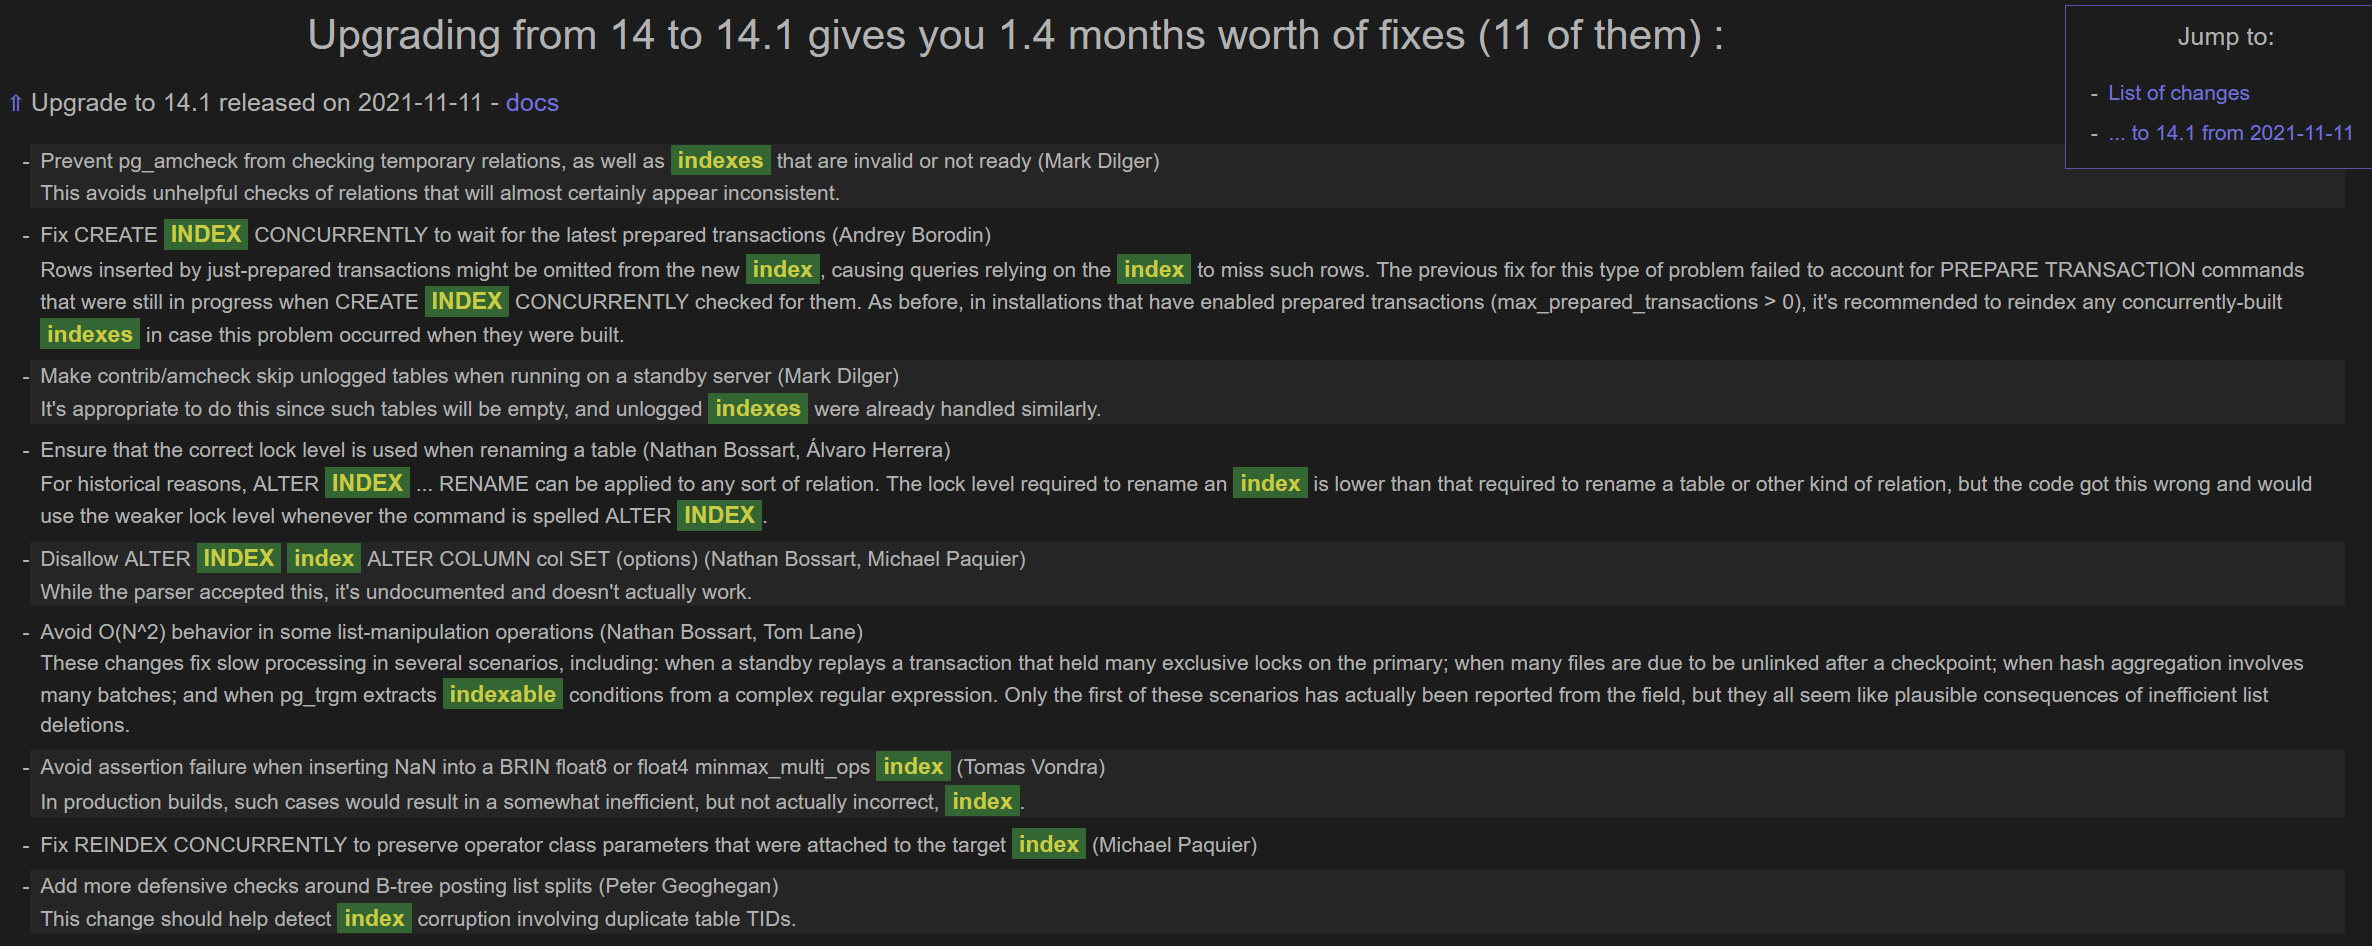 Upgrading from 14 to 14.1 gives you 1.4 months worth of fixes (11 of them) :
Jump to:
- List of changes
- ... to 14.1 from 2021-11-11
⇑ Upgrade to 14.1 released on 2021-11-11 - docs
- Prevent pg_amcheck from checking temporary relations, as well as indexes that are invalid or not ready (Mark Dilger)
This avoids unhelpful checks of relations that will almost certainly appear inconsistent.
- Fix CREATE INDEX CONCURRENTLY to wait for the latest prepared transactions (Andrey Borodin)
Rows inserted by just-prepared transactions might be omitted from the new index, causing queries relying on the index to miss such rows. The previous fix for this type of problem failed to account for PREPARE TRANSACTION commands
that were still in progress when CREATE INDEX CONCURRENTLY checked for them. As before, in installations that have enabled prepared transactions (max_prepared_transactions > 0), it's recommended to reindex any concurrently-built
indexes in case this problem occurred when they were built.
- Make contrib/amcheck skip unlogged tables when running on a standby server (Mark Dilger)
It's appropriate to do this since such tables will be empty, and unlogged indexes were already handled similarly.
- Ensure that the correct lock level is used when renaming a table (Nathan Bossart, Álvaro Herrera)
For historical reasons, ALTER INDEX ... RENAME can be applied to any sort of relation. The lock level required to rename an index is lower than that required to rename a table or other kind of relation, but the code got this wrong and would
use the weaker lock level whenever the command is spelled ALTER INDEX.
- Disallow ALTER INDEX index ALTER COLUMN col SET (options) (Nathan Bossart, Michael Paquier)
While the parser accepted this, it's undocumented and doesn't actually work.
- Avoid O(N^2) behavior in some list-manipulation operations (Nathan Bossart, Tom Lane)
These changes fix slow processing in several scenarios, including: when a standby replays a transaction that held many exclusive locks on the primary; when many files are due to be unlinked after a checkpoint; when hash aggregation involves
many batches; and when pg_trgm extracts indexable conditions from a complex regular expression. Only the first of these scenarios has actually been reported from the field, but they all seem like plausible consequences of inefficient list
deletions.
- Avoid assertion failure when inserting NaN into a BRIN float8 or float4 minmax_multi_ops index (Tomas Vondra)
In production builds, such cases would result in a somewhat inefficient, but not actually incorrect, index.
- Fix REINDEX CONCURRENTLY to preserve operator class parameters that were attached to the target index (Michael Paquier)
- Add more defensive checks around B-tree posting list splits (Peter Geoghegan)
This change should help detect index corruption involving duplicate table TIDs.